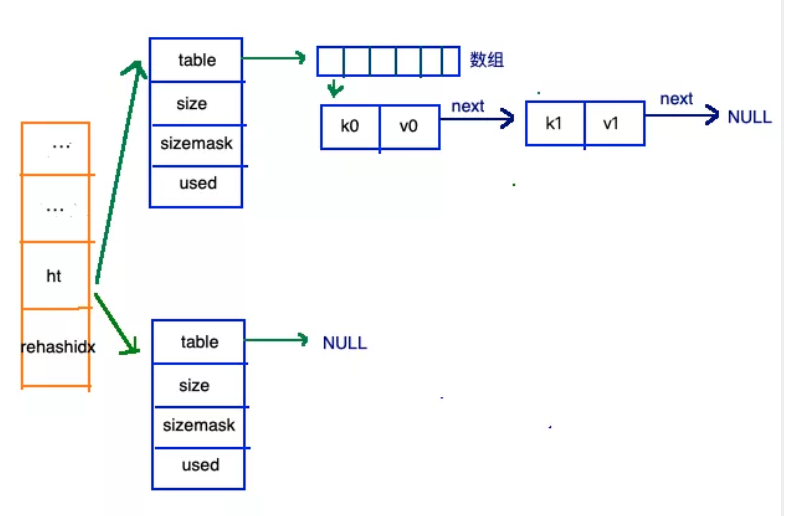 ...
...
ht
rehashidx
table
size
sizemask
used
数组
k0
v0
next
k1
v1
next
NULL
table
size
sizemask
used
NULL